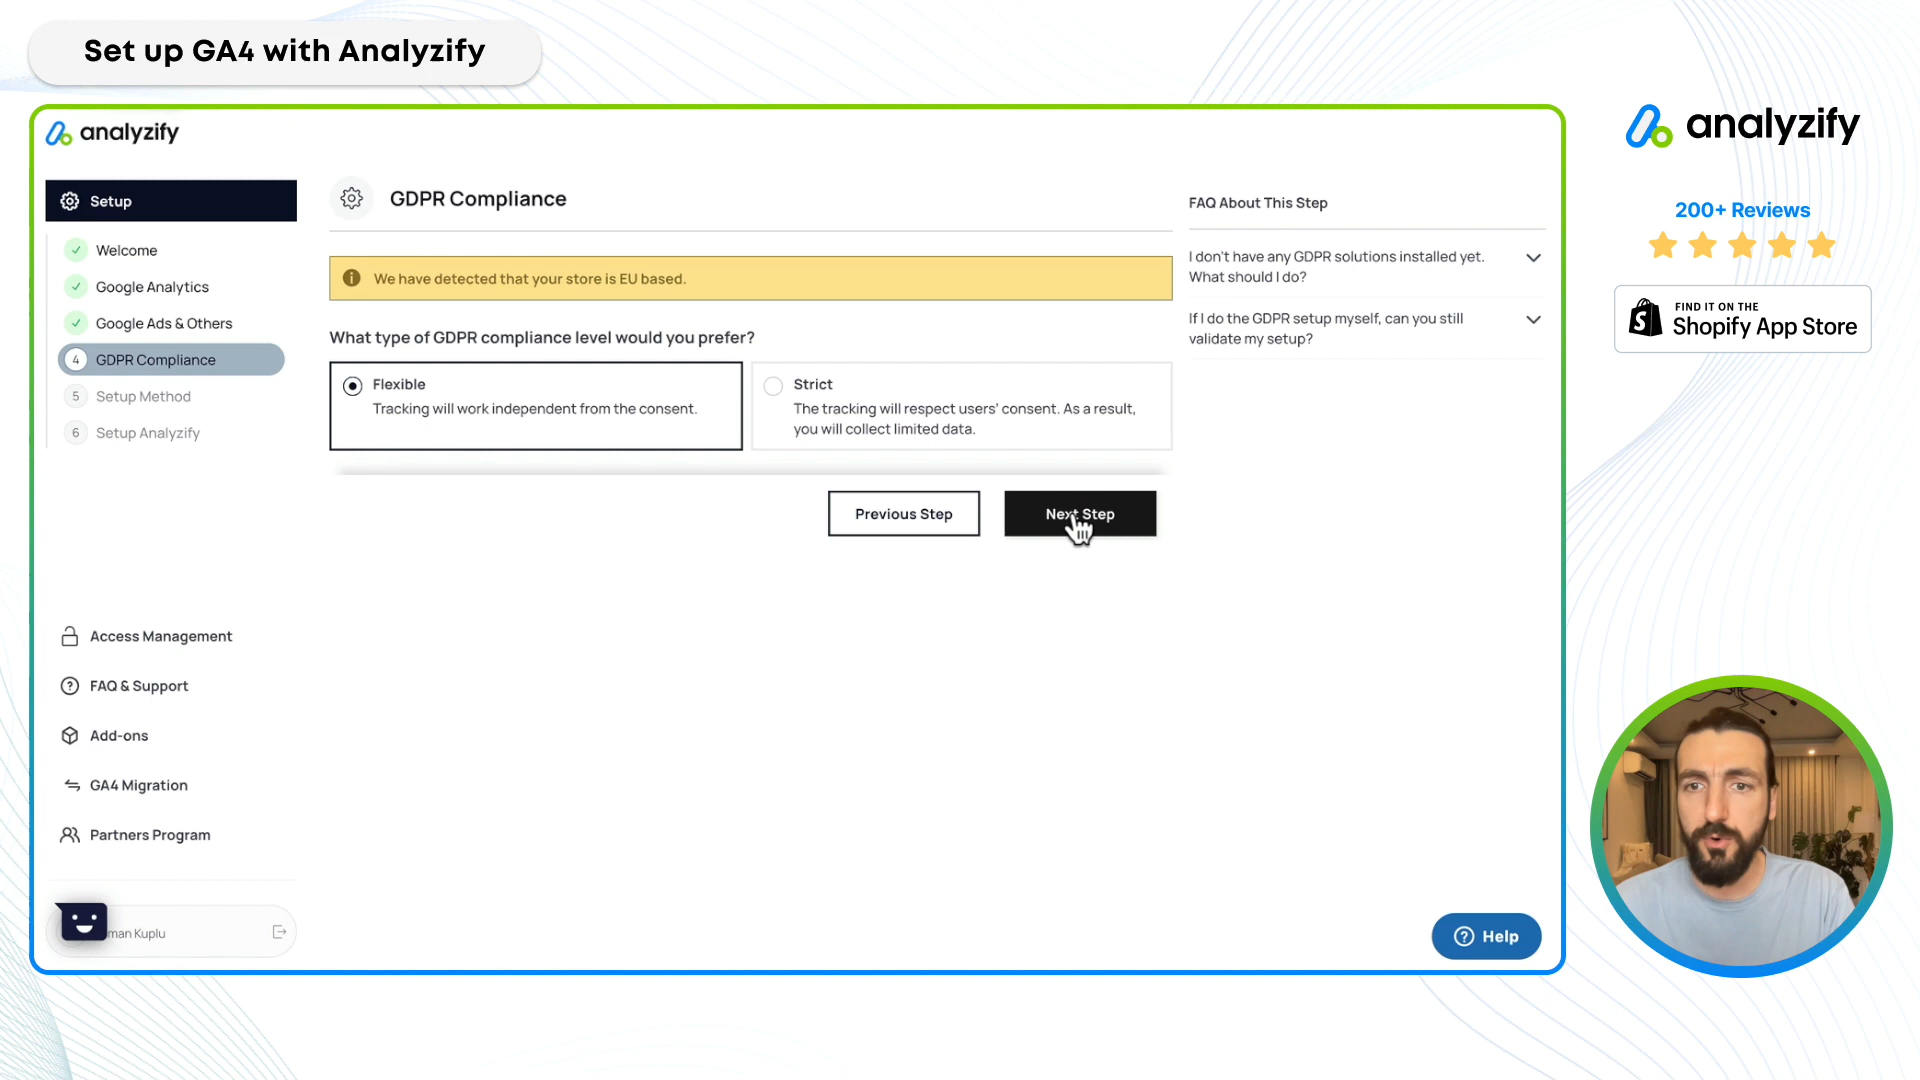 Set up GA4 with Analyzify
analyzify
Setup
Welcome
Google Analytics
Google Ads & Others
4 GDPR Compliance
5 Setup Method
6 Setup Analyzify
Access Management
FAQ & Support
Add-ons
GA4 Migration
Partners Program
man Kuplu
GDPR Compliance
We have detected that your store is EU based.
What type of GDPR compliance level would you prefer?
Flexible
Tracking will work independent from the consent.
Strict
The tracking will respect users' consent. As a result,
you will collect limited data.
Previous Step
Next Step
FAQ About This Step
I don't have any GDPR solutions installed yet.
What should I do?
If I do the GDPR setup myself, can you still
validate my setup?
Help
analyzify
200+ Reviews
FIND IT ON THE
Shopify App Store